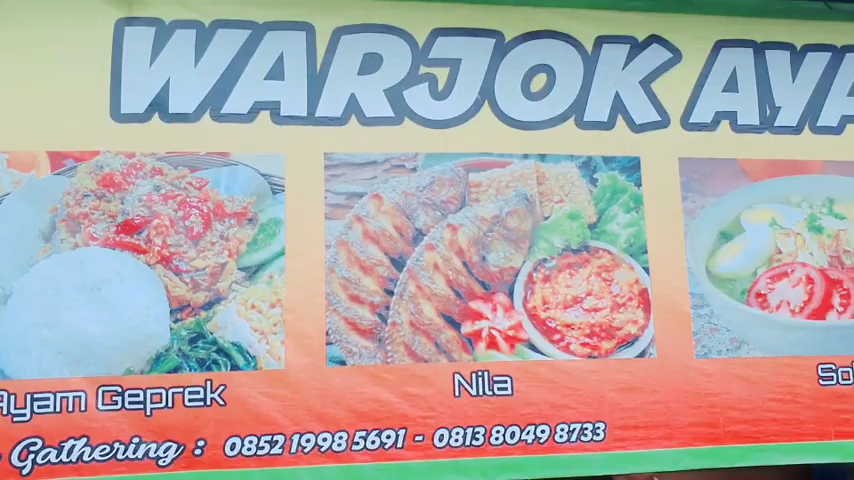 WARJOK AYA
Ayam Geprek
Nila
So
Gathering : 0852 1998 5691 - 0813 8049 8733